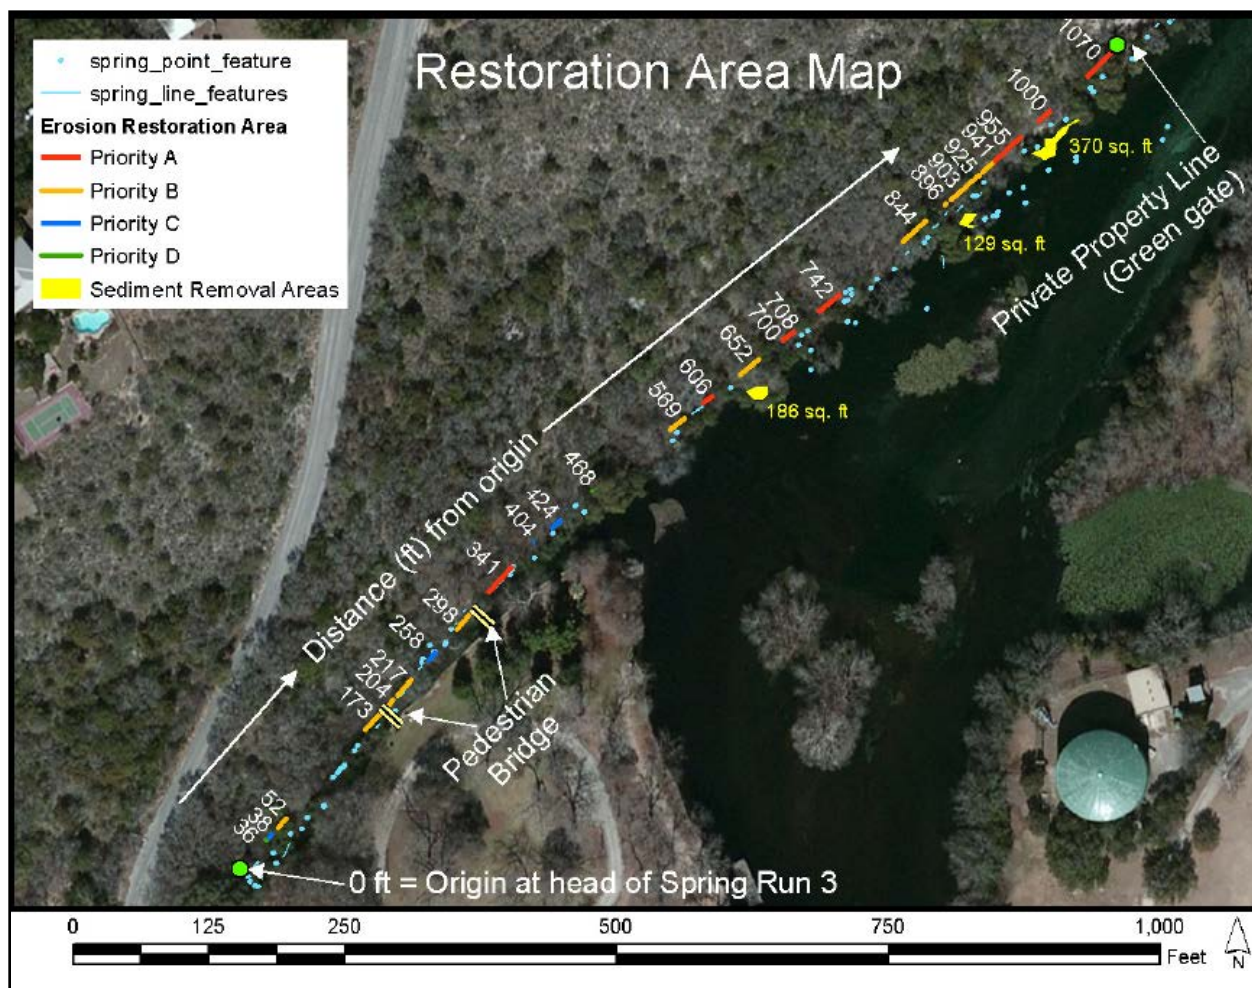 Restoration Area Map
spring_point_feature
spring_line_features
Erosion Restoration Area
Priority A
Priority B
Priority C
Priority D
Sediment Removal Areas
1070
1000
955
941
925
903
896
844
742
708
700
652
606
569
468
424
404
341
298
258
217
204
173
52
38
36
370 sq. ft
129 sq. ft
186 sq. ft
Private Property Line
(Green gate)
Distance (ft) from origin
Pedestrian
Bridge
0 ft = Origin at head of Spring Run 3
0 125 250 500 750 1,000
Feet
N